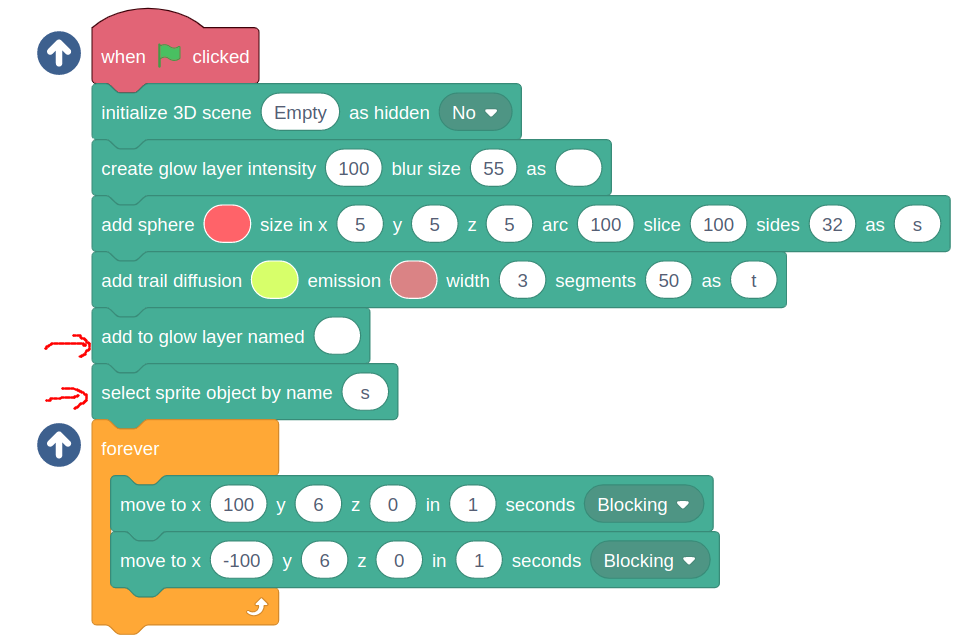 when clicked
initialize 3D scene Empty as hidden No
create glow layer intensity 100 blur size 55 as
add sphere size in x 5 y 5 z 5 arc 100 slice 100 sides 32 as s
add trail diffusion emission width 3 segments 50 as t
add to glow layer named
select sprite object by name s
forever
move to x 100 y 6 z 0 in 1 seconds Blocking
move to x -100 y 6 z 0 in 1 seconds Blocking